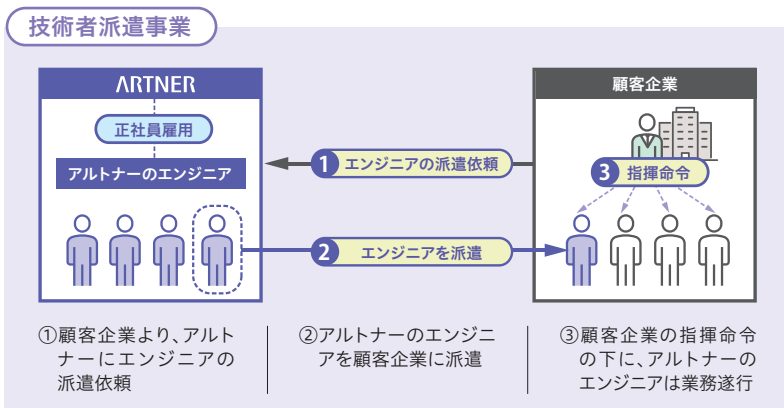 技術者派遣事業
ARTNER
正社員雇用
アルトナーのエンジニア
1 エンジニアの派遣依頼
2 エンジニアを派遣
顧客企業
3 指揮命令
①顧客企業より、アルト
ナーにエンジニアの
派遣依頼
②アルトナーのエンジニ
アを顧客企業に派遣
③顧客企業の指揮命令
の下に、アルトナーの
エンジニアは業務遂行